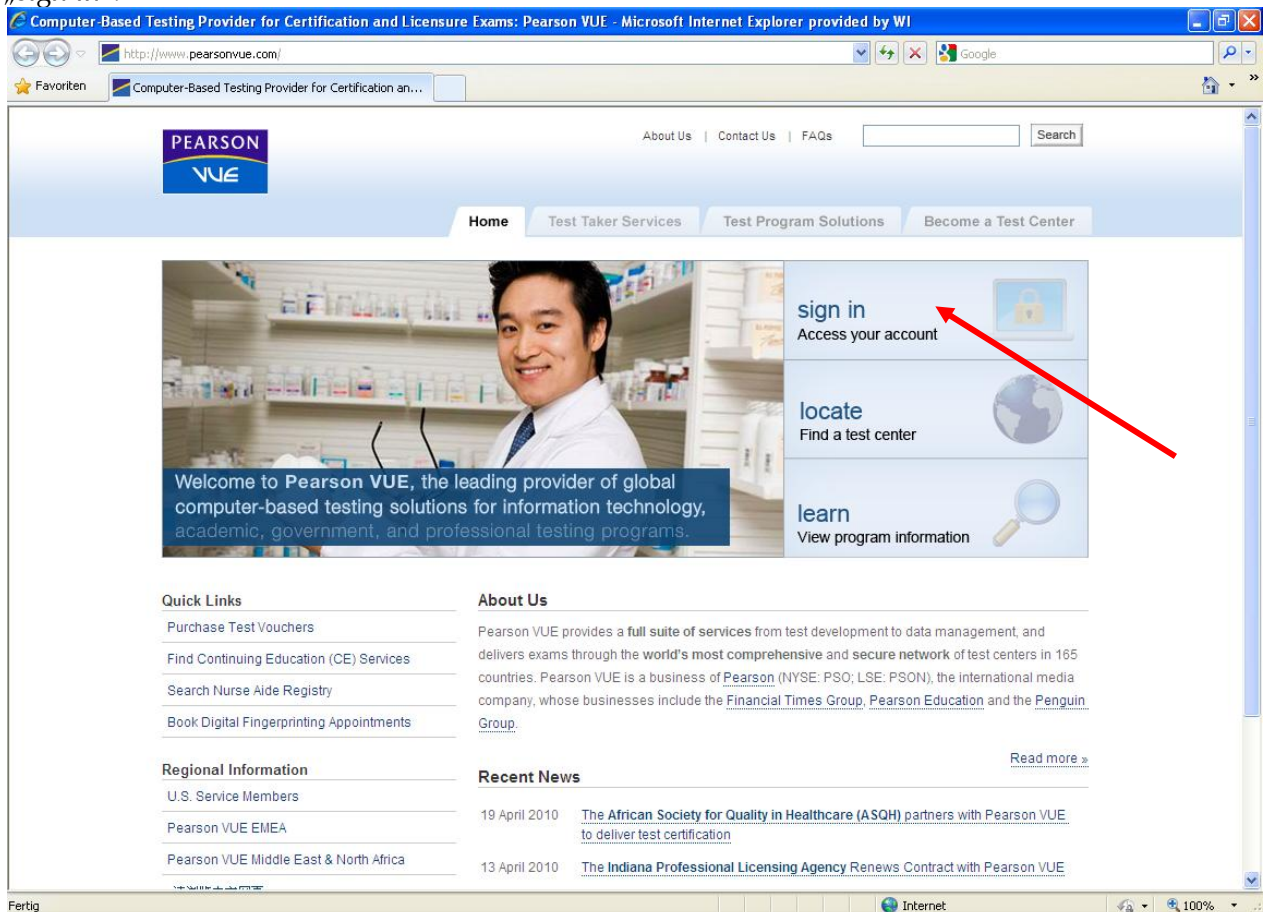 Computer-Based Testing Provider for Certification and Licensure Exams: Pearson VUE - Microsoft Internet Explorer provided by WI
http://www.pearsonvue.com/
Google
Favoriten
Computer-Based Testing Provider for Certification an...
PEARSON
VUE
About Us | Contact Us | FAQs
Search
Home
Test Taker Services
Test Program Solutions
Become a Test Center
sign in
Access your account
locate
Find a test center
learn
View program information
Welcome to Pearson VUE, the leading provider of global
computer-based testing solutions for information technology,
academic, government, and professional testing programs.
Quick Links
Purchase Test Vouchers
Find Continuing Education (CE) Services
Search Nurse Aide Registry
Book Digital Fingerprinting Appointments
Regional Information
U.S. Service Members
Pearson VUE EMEA
Pearson VUE Middle East & North Africa
About Us
Pearson VUE provides a full suite of services from test development to data management, and
delivers exams through the world's most comprehensive and secure network of test centers in 165
countries. Pearson VUE is a business of Pearson (NYSE: PSO; LSE: PSON), the international media
company, whose businesses include the Financial Times Group, Pearson Education and the Penguin
Group.
Read more »
Recent News
19 April 2010 The African Society for Quality in Healthcare (ASQH) partners with Pearson VUE
to deliver test certification
13 April 2010 The Indiana Professional Licensing Agency Renews Contract with Pearson VUE
Fertig
Internet
100%